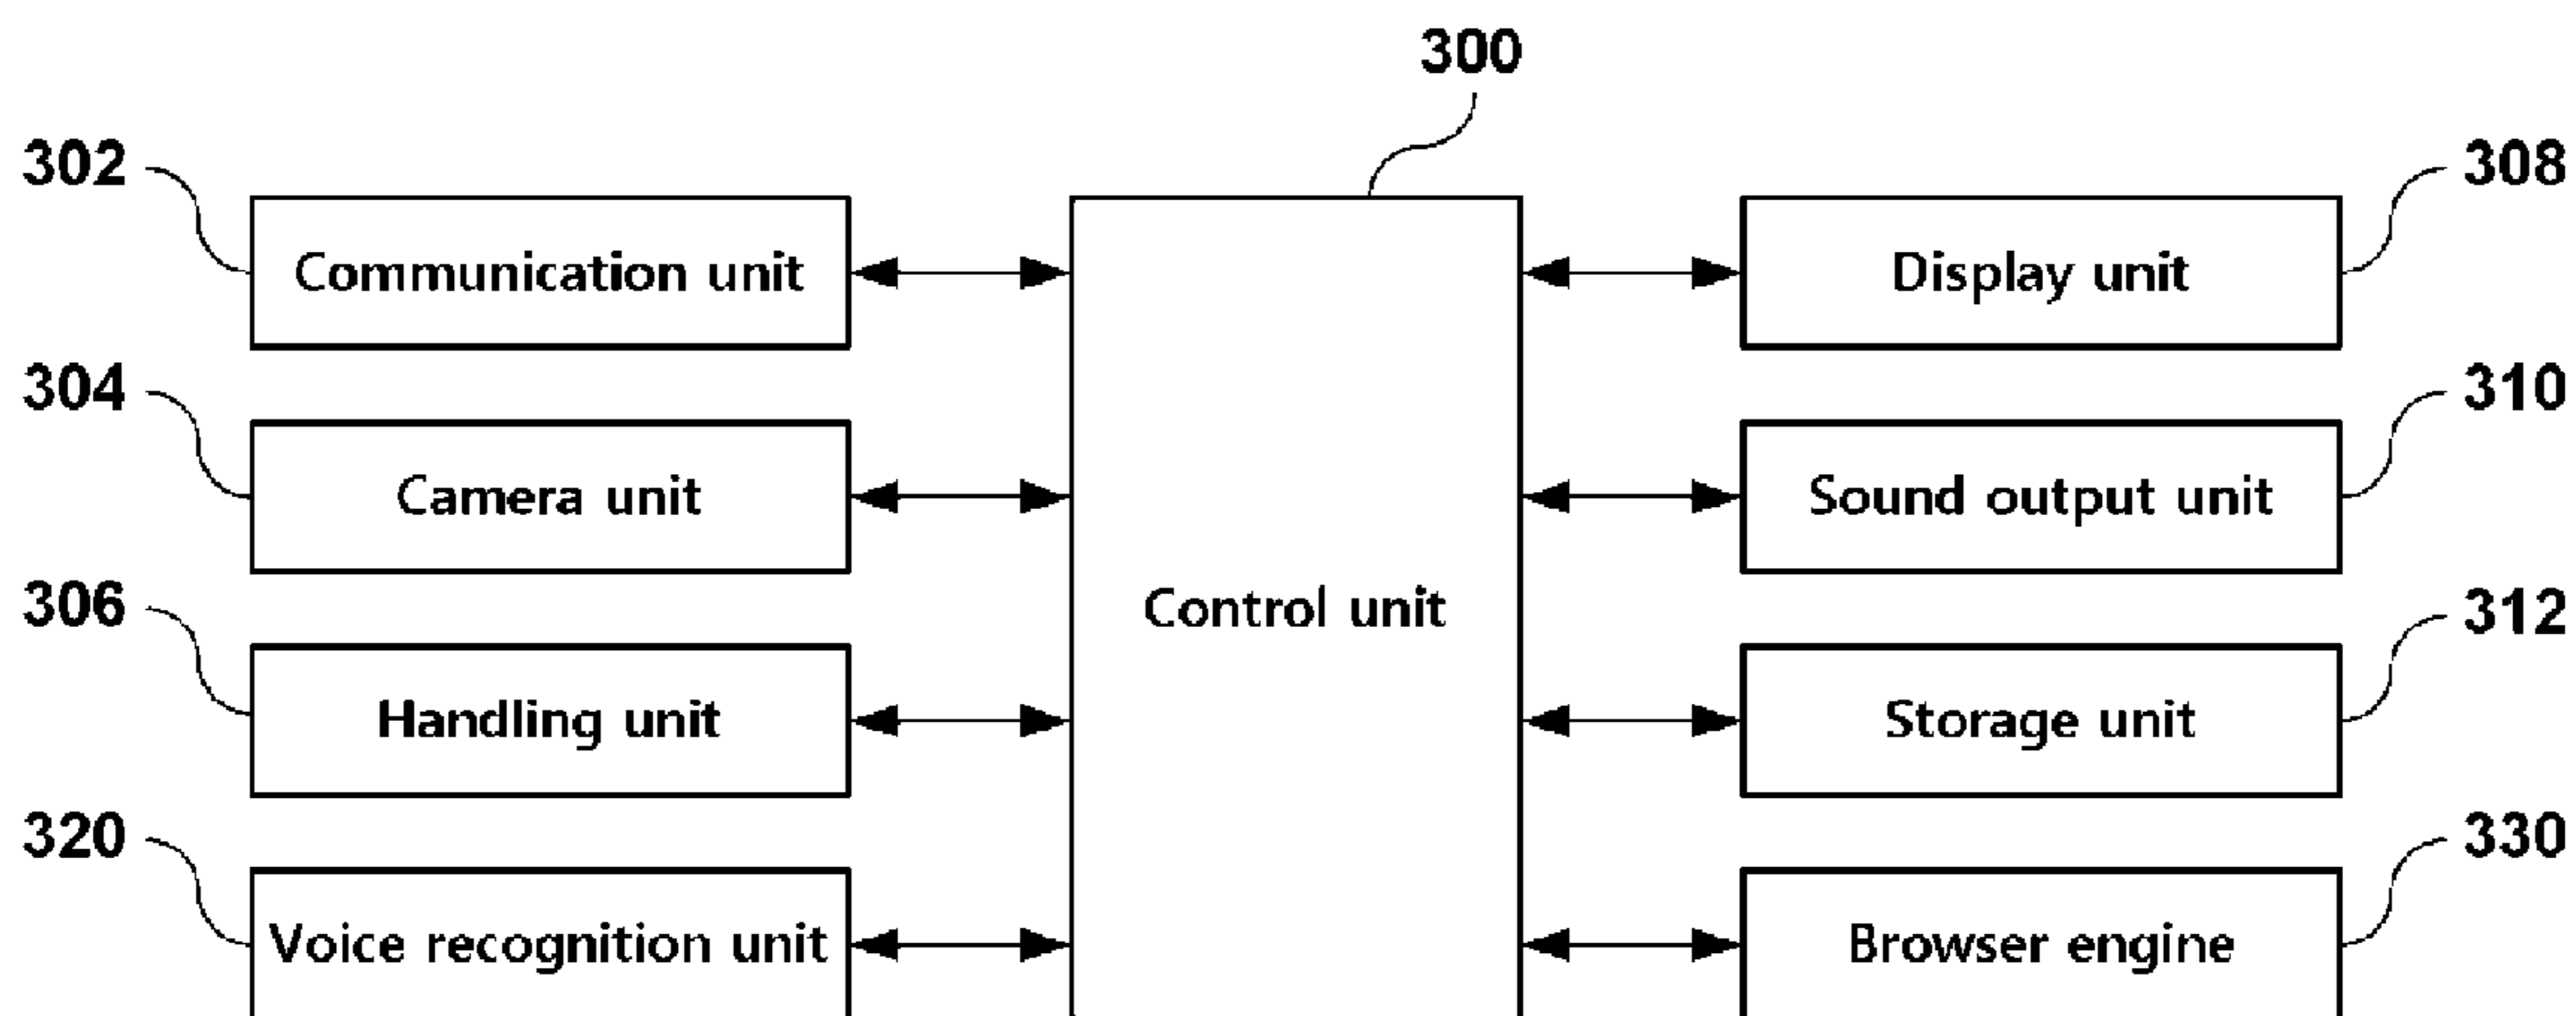 300
302
308
Communication unit
Display unit
304
310
Camera unit
Sound output unit
306
312
Control unit
Handling unit
Storage unit
320
330
Voice recognition unit
Browser engine